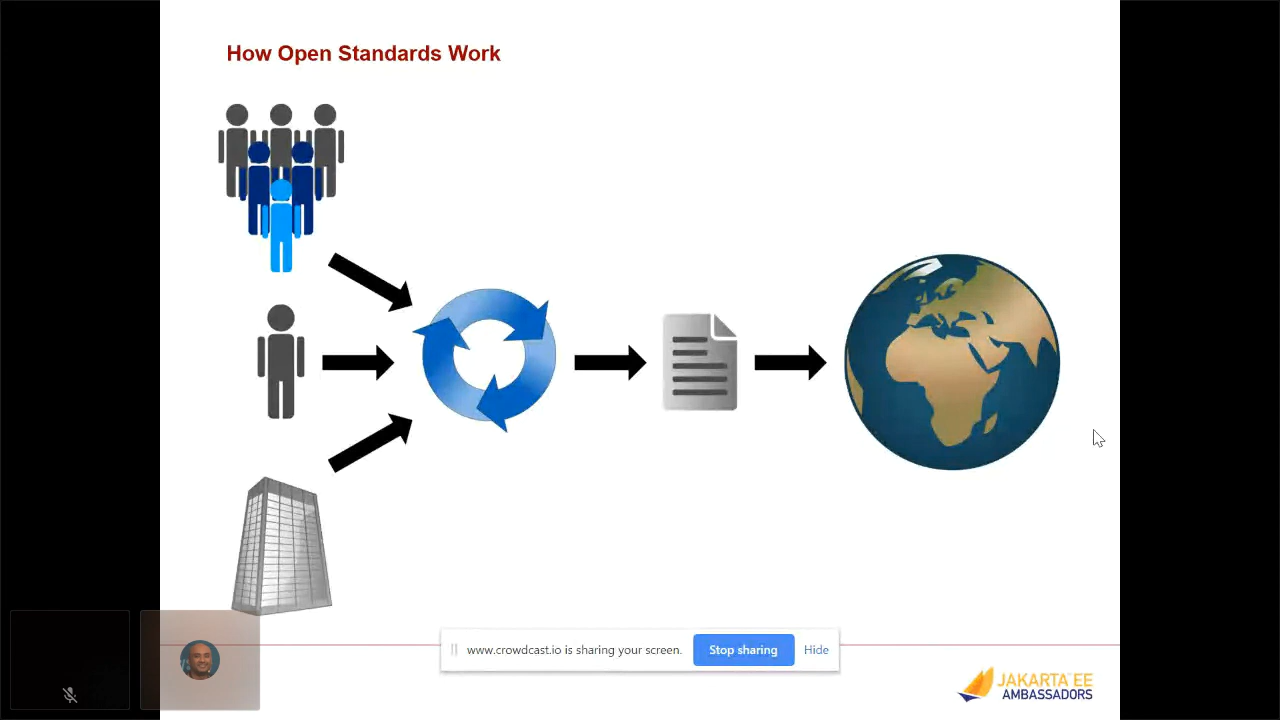 How Open Standards Work
www.crowdcast.io is sharing your screen.
Stop sharing
Hide
JAKARTA EE
AMBASSADORS